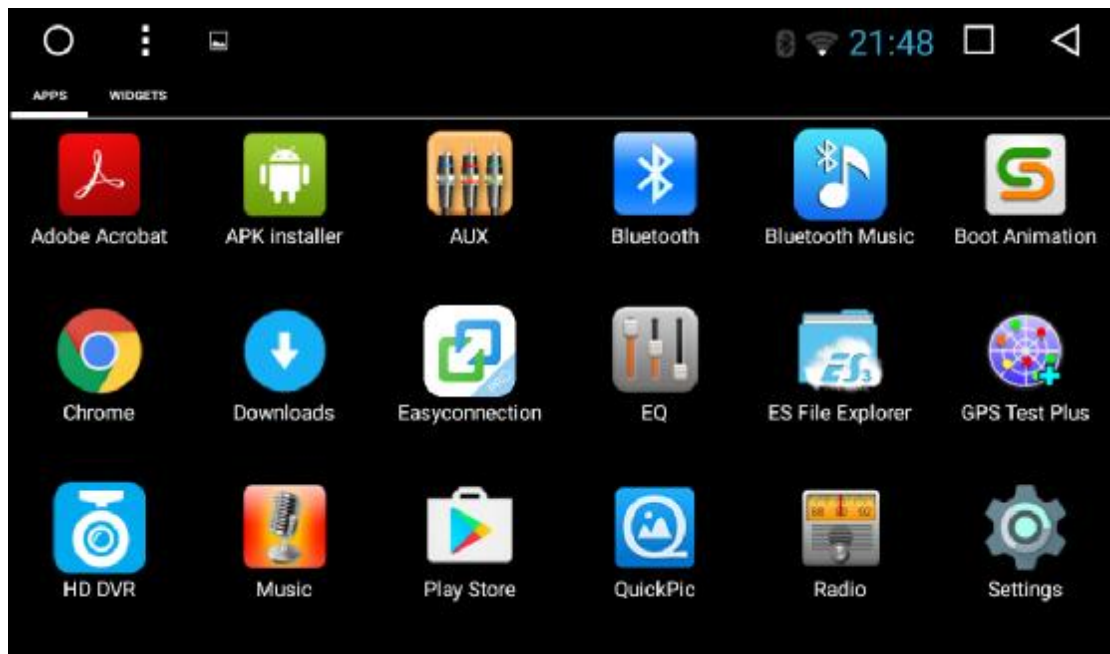 21:48
APPS WIDGETS
Adobe Acrobat APK installer AUX Bluetooth Bluetooth Music Boot Animation
Chrome Downloads Easyconnection EQ ES File Explorer GPS Test Plus
HD DVR Music Play Store QuickPic Radio Settings